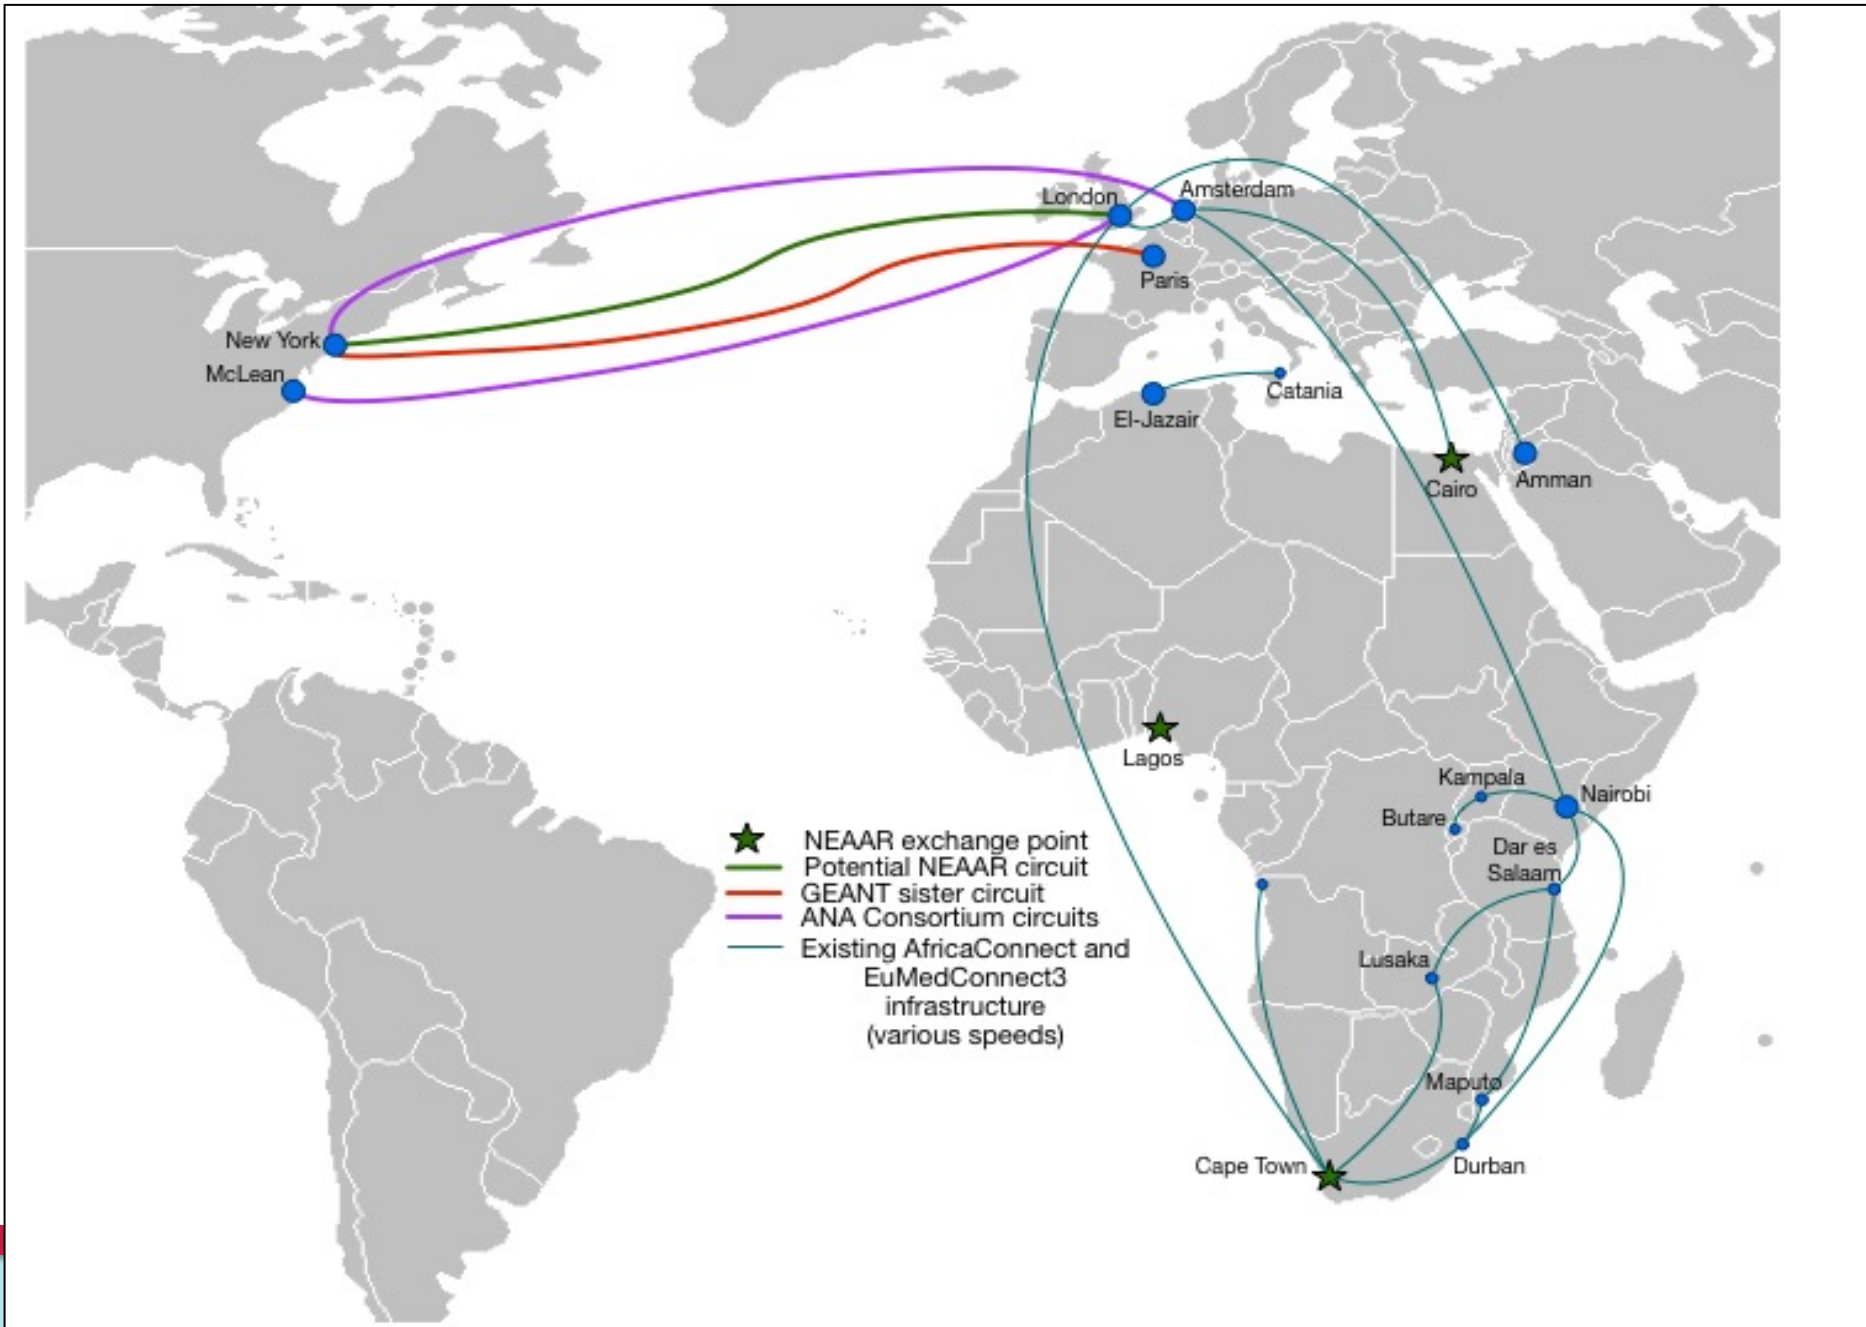 London
Amsterdam
Paris
New York
McLean
Catania
El-Jazair
Cairo
Amman
Lagos
Kampala
Nairobi
Butare
Dar es
Salaam
Lusaka
Maputo
Cape Town
Durban
NEAAR exchange point
Potential NEAAR circuit
GEANT sister circuit
ANA Consortium circuits
Existing AfricaConnect and
EuMedConnect3
infrastructure
(various speeds)